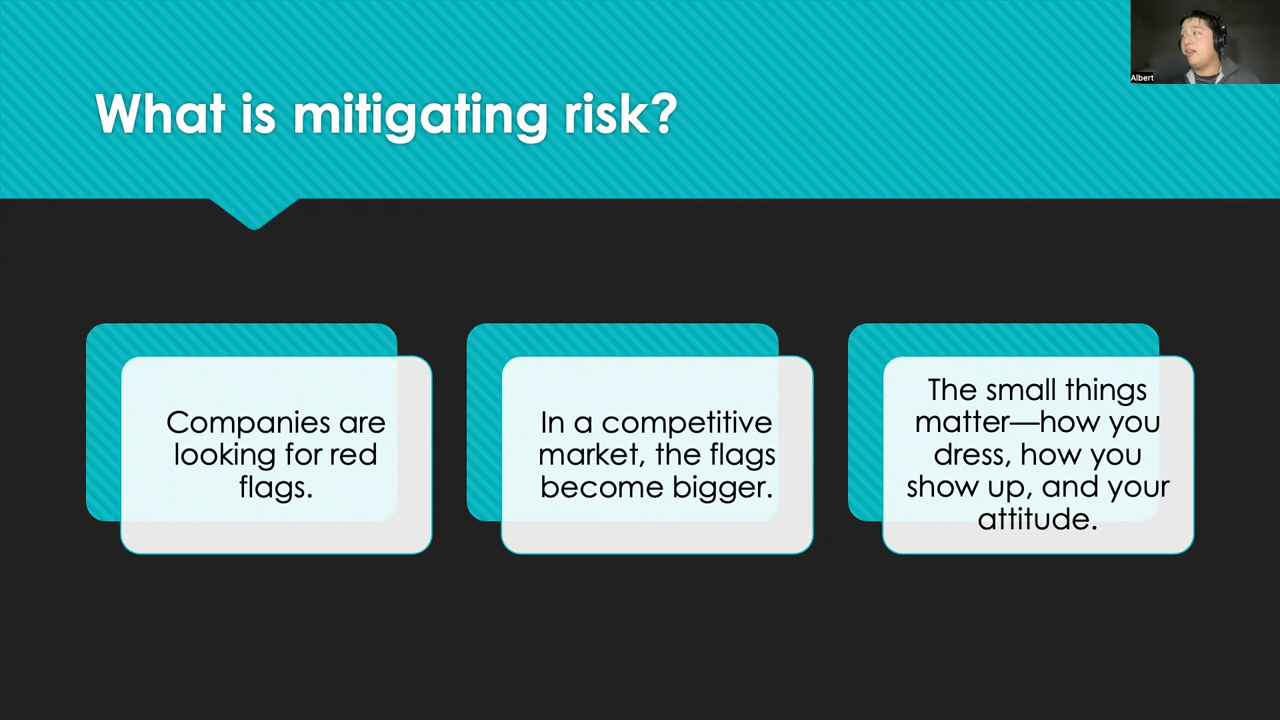 What is mitigating risk?
Albert
Companies are
looking for red
flags.
In a competitive
market, the flags
become bigger.
The small things
matter—how you
dress, how you
show up, and your
attitude.